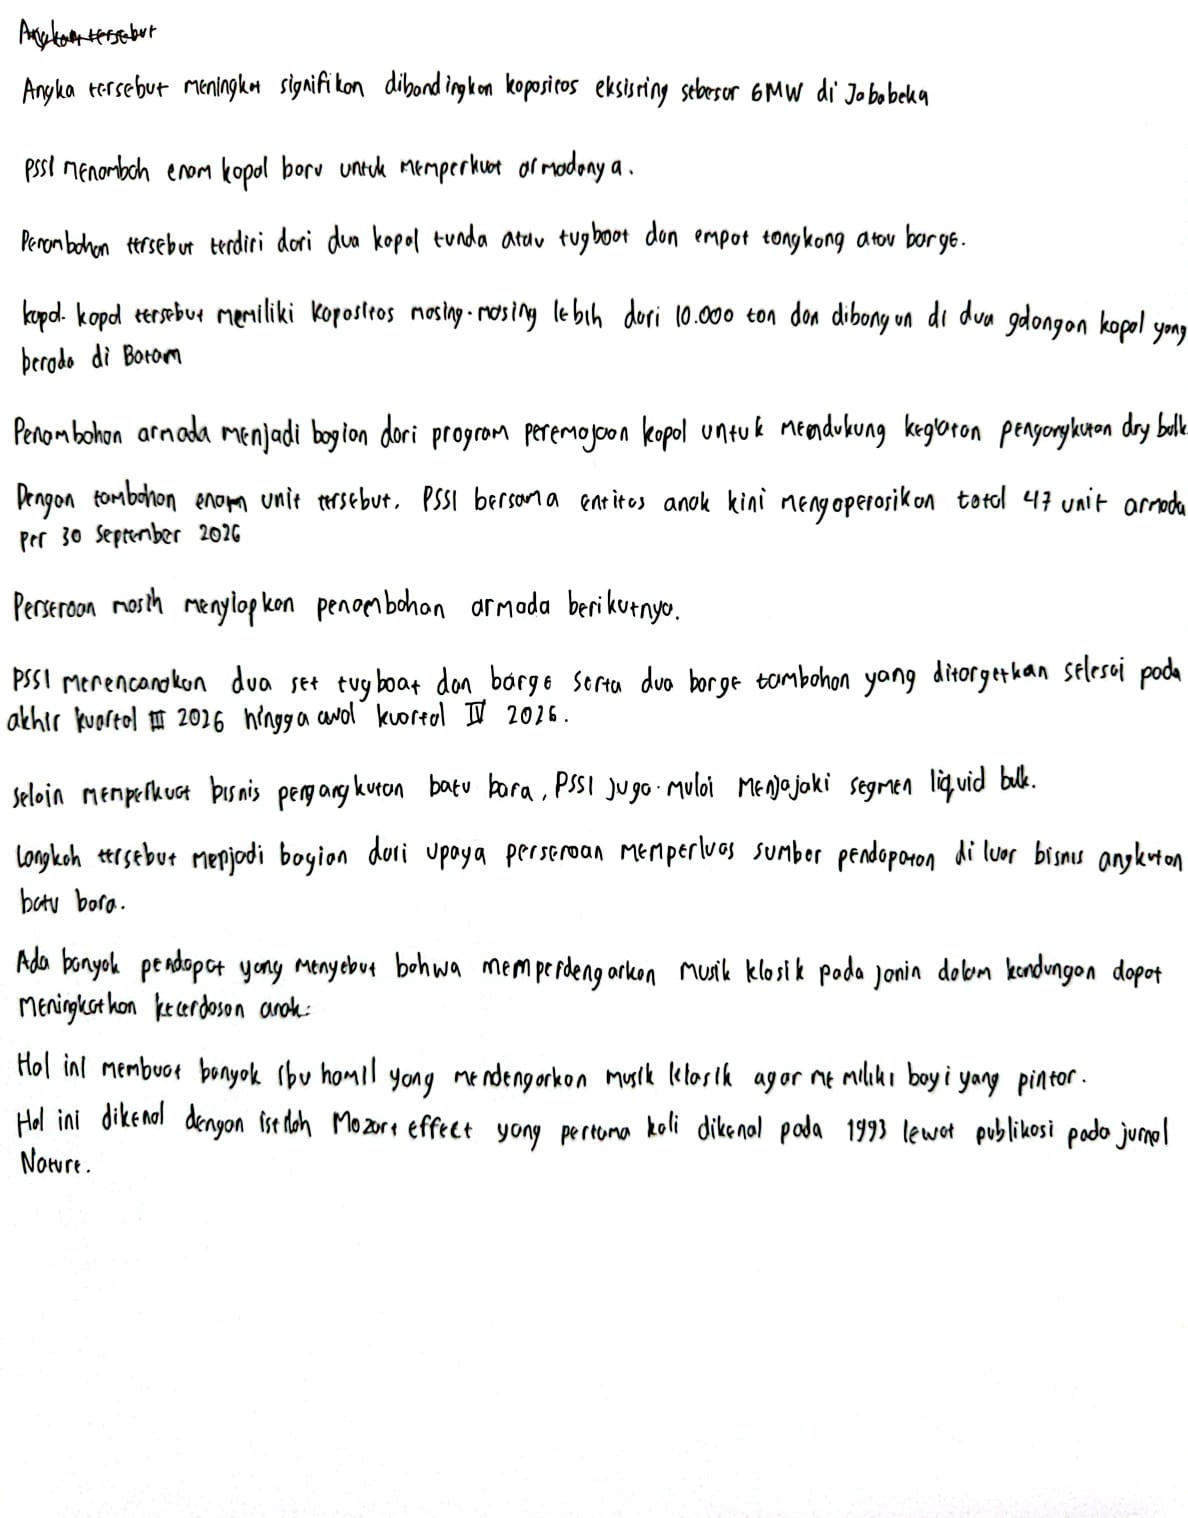 Angkan tersebut
Angka tersebut meningkat signifikan dibandingkan kapasitas eksisting sebesar 6MW di Jababeka
PSSI menambah enam kapal baru untuk memperkuat armadanya.
Penambahan tersebut terdiri dari dua kapal tunda atau tugboat dan empat tongkang atau barge.
kapal-kapal tersebut memiliki kapasitas masing-masing lebih dari 10.000 ton dan dibangun di dua galangan kapal yang
berada di Batam
Penambahan armada menjadi bagian dari program peremajaan kapal untuk mendukung kegiatan pengangkutan dry bulk
Dengan tambahan enam unit tersebut, PSSI bersama entitas anak kini mengoperasikan total 47 unit armada
per 30 September 2026
Perseroan masih menyiapkan penambahan armada berikutnya.
PSSI merencanakan dua set tugboat dan barge serta dua barge tambahan yang ditargetkan selesai pada
akhir kuartal III 2026 hingga awal kuartal IV 2026.
Selain memperkuat bisnis pengangkutan batu bara, PSSI juga mulai menjajaki segmen liquid bulk.
Langkah tersebut menjadi bagian dari upaya perseroan memperluas sumber pendapatan di luar bisnis angkutan
batu bara.
Ada banyak pendapat yang menyebut bahwa memperdengarkan musik klasik pada janin dalam kandungan dapat
meningkatkan kecerdasan anak.
Hal ini membuat banyak ibu hamil yang mendengarkan musik klasik agar memiliki bayi yang pintar.
Hal ini dikenal dengan istilah Mozart effect yang pertama kali dikenal pada 1993 lewat publikasi pada jurnal
Nature.